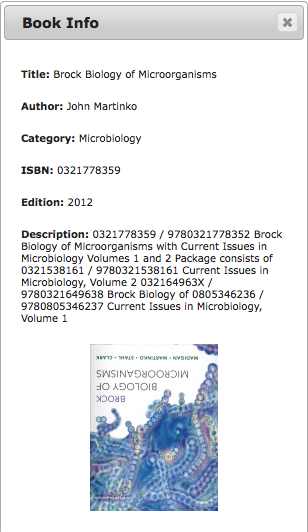 Book Info
Title: Brock Biology of Microorganisms
Author: John Martinko
Category: Microbiology
ISBN: 0321778359
Edition: 2012
Description: 0321778359 / 9780321778352 Brock
Biology of Microorganisms with Current Issues in
Microbiology Volumes 1 and 2 Package consists of
0321538161 / 9780321538161 Current Issues in
Microbiology, Volume 2 032164963X /
9780321649638 Brock Biology of 0805346236 /
9780805346237 Current Issues in Microbiology,
Volume 1
MADIGAN • MARTINKO • STAHL • CLARK
BROCK
BIOLOGY OF
MICROORGANISMS